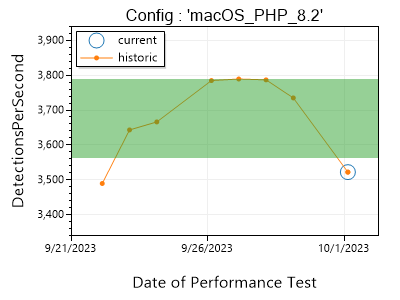 Config : 'macOS_PHP_8.2'
current
historic
3,900
3,800
3,700
3,600
3,500
3,400
DetectionsPerSecond
9/21/2023 9/26/2023 10/1/2023
Date of Performance Test